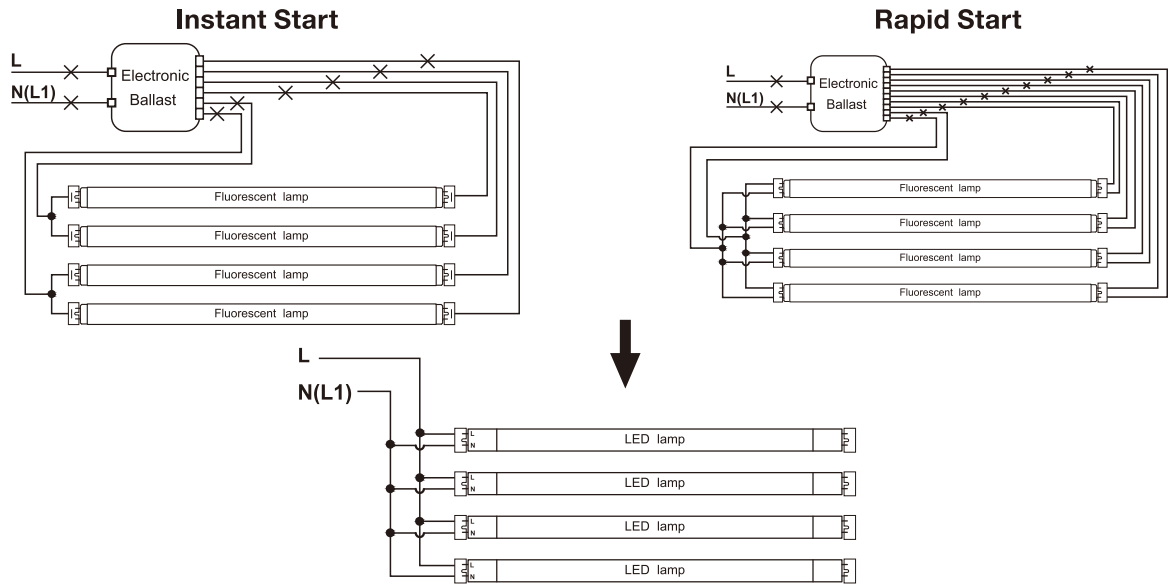 Instant Start
Rapid Start
L
N(L1)
Electronic
Ballast
Fluorescent lamp
Fluorescent lamp
Fluorescent lamp
Fluorescent lamp
L
N(L1)
Electronic
Ballast
Fluorescent lamp
Fluorescent lamp
Fluorescent lamp
Fluorescent lamp
L
N(L1)
L
N
LED lamp
L
N
LED lamp
L
N
LED lamp
L
N
LED lamp